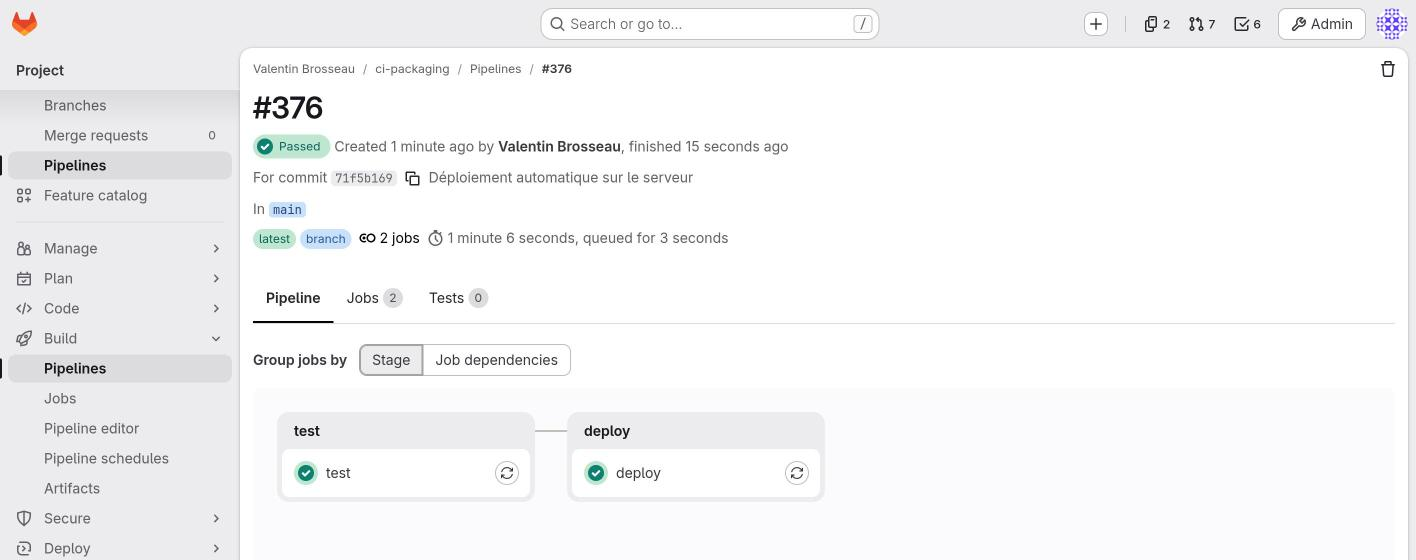 Search or go to...
/
2
7
6
Admin
Project
Branches
Merge requests 0
Pipelines
Feature catalog
Manage
Plan
Code
Build
Pipelines
Jobs
Pipeline editor
Pipeline schedules
Artifacts
Secure
Deploy
Valentin Brosseau / ci-packaging / Pipelines / #376
#376
Passed Created 1 minute ago by Valentin Brosseau, finished 15 seconds ago
For commit 71f5b169 Déploiement automatique sur le serveur
In main
latest branch 2 jobs 1 minute 6 seconds, queued for 3 seconds
Pipeline Jobs 2 Tests 0
Group jobs by Stage Job dependencies
test
test
deploy
deploy